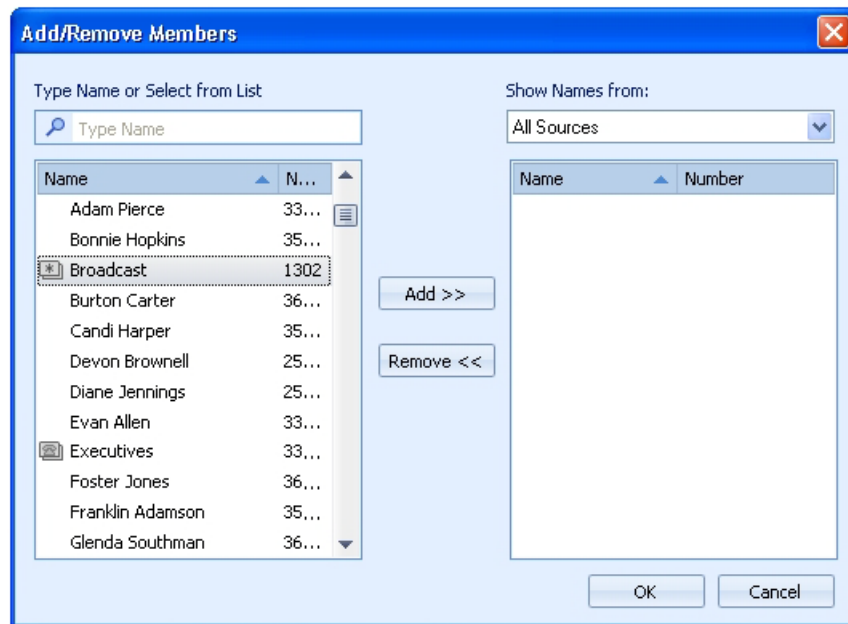 Add/Remove Members
Type Name or Select from List
Show Names from:
Type Name
All Sources
Name N...
Name Number
Adam Pierce 33...
Bonnie Hopkins 35...
Broadcast 1302
Burton Carter 36...
Add >>
Candi Harper 35...
Devon Brownell 25...
Remove <<
Diane Jennings 25...
Evan Allen 33...
Executives 33...
Foster Jones 36...
Franklin Adamson 35...
Glenda Southman 36...
OK Cancel